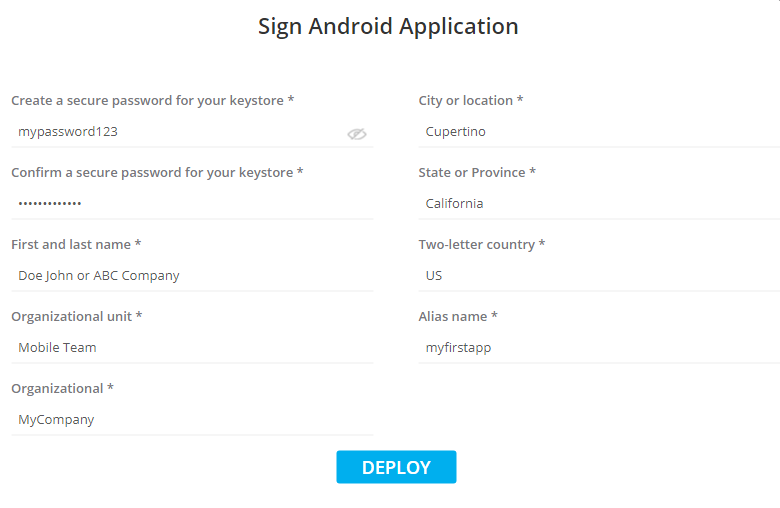 Sign Android Application
Create a secure password for your keystore *
mypassword123
Confirm a secure password for your keystore *
•••••••••••••
First and last name *
Doe John or ABC Company
Organizational unit *
Mobile Team
Organizational *
MyCompany
City or location *
Cupertino
State or Province *
California
Two-letter country *
US
Alias name *
myfirstapp
DEPLOY